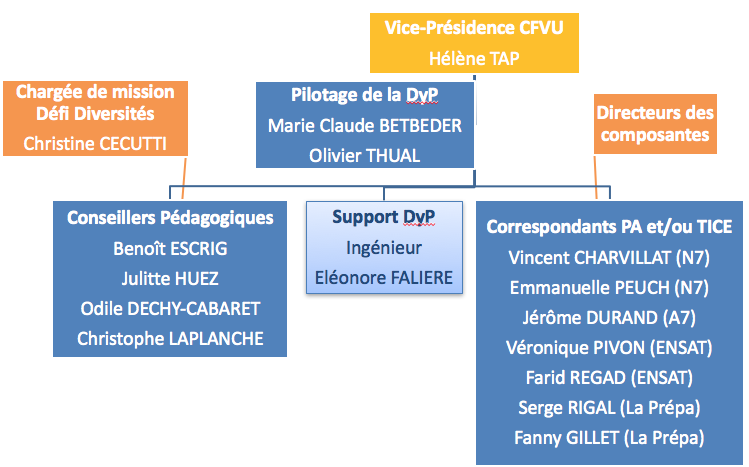 Vice-Présidence CFVU
Hélène TAP
Chargée de mission
Défi Diversités
Christine CECUTTI
Pilotage de la DyP
Marie Claude BETBEDER
Olivier THUAL
Directeurs des
composantes
Conseillers Pédagogiques
Benoît ESCRIG
Julitte HUEZ
Odile DECHY-CABARET
Christophe LAPLANCHE
Support DyP
Ingénieur
Eléonore FALIERE
Correspondants PA et/ou TICE
Vincent CHARVILLAT (N7)
Emmanuelle PEUCH (N7)
Jérôme DURAND (A7)
Véronique PIVON (ENSAT)
Farid REGAD (ENSAT)
Serge RIGAL (La Prépa)
Fanny GILLET (La Prépa)